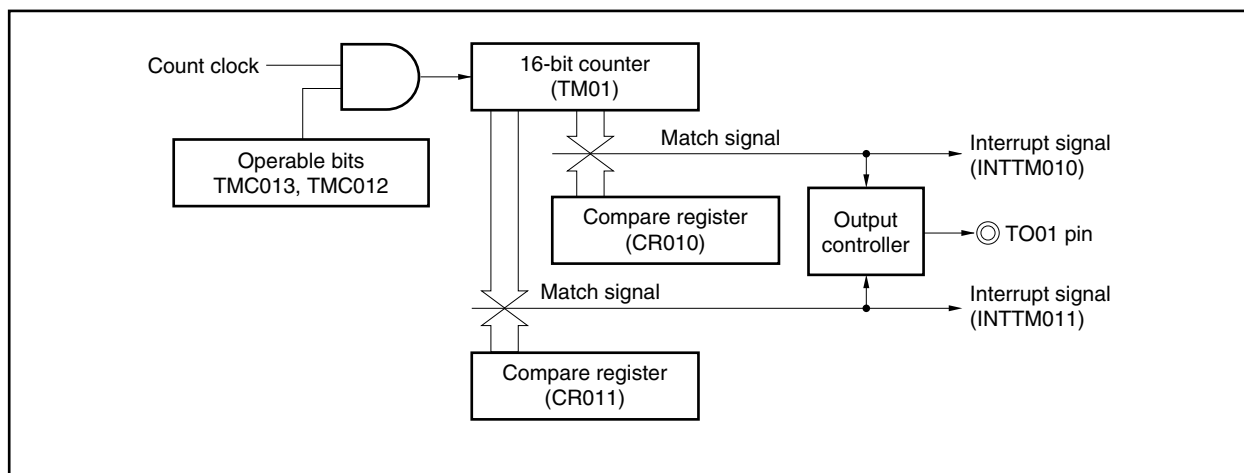 Count clock
16-bit counter
(TM01)
Operable bits
TMC013, TMC012
Match signal
Interrupt signal
(INTTM010)
Compare register
(CR010)
Output
controller
TO01 pin
Match signal
Interrupt signal
(INTTM011)
Compare register
(CR011)